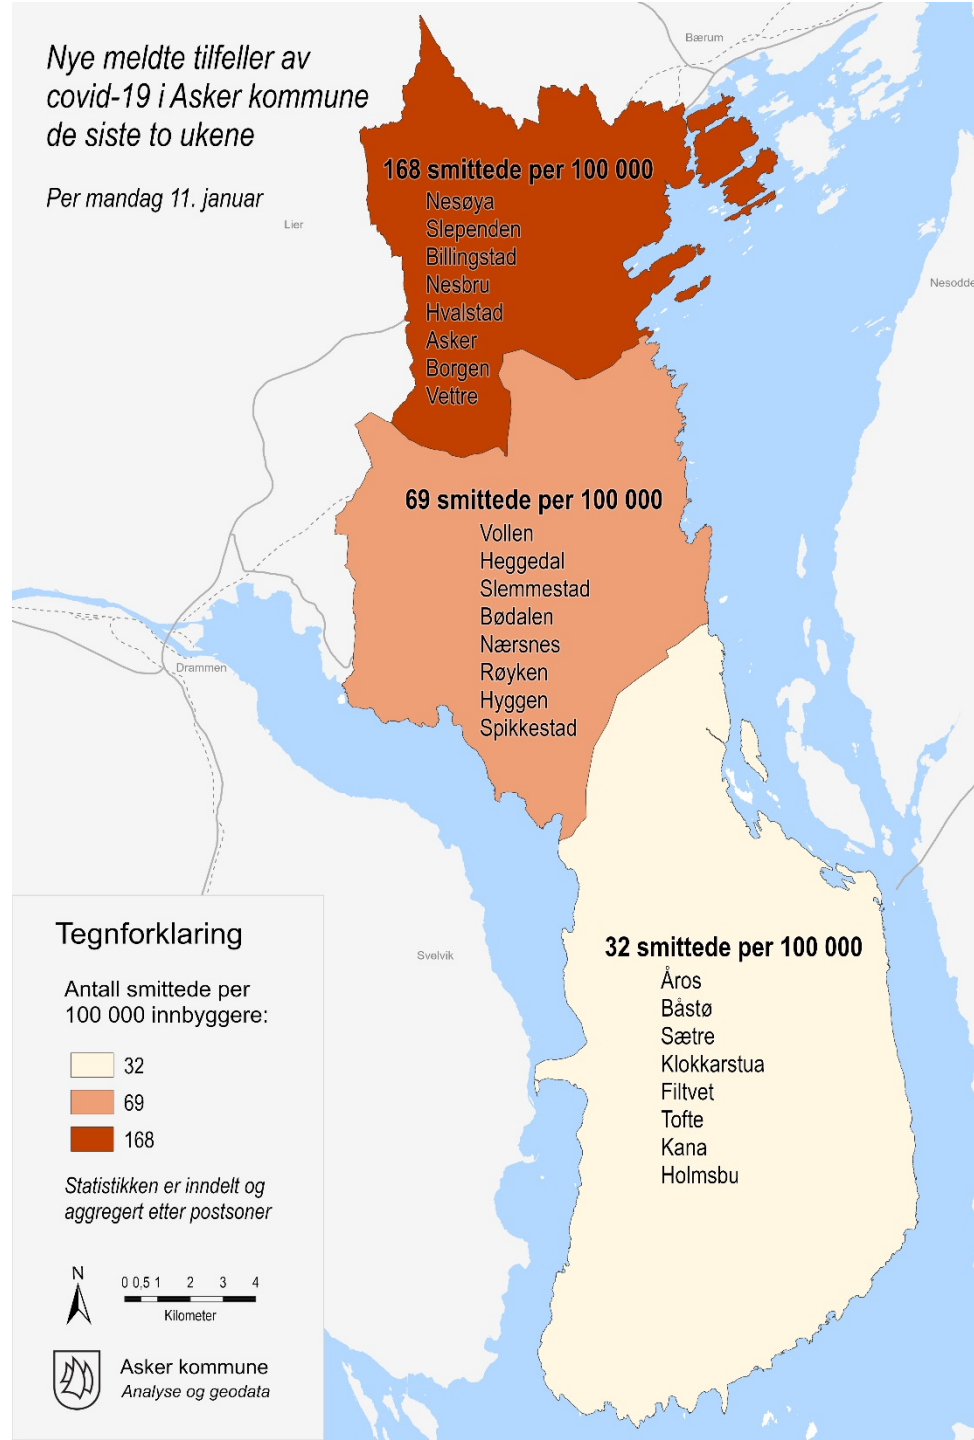 Nye meldte tilfeller av
covid-19 i Asker kommune
de siste to ukene
Per mandag 11. januar
Bærum
Lier
Nesodde
168 smittede per 100 000
Nesøya
Slependen
Billingstad
Nesbru
Hvalstad
Asker
Borgen
Vettre
69 smittede per 100 000
Vollen
Heggedal
Slemmestad
Bødalen
Nærsnes
Røyken
Hyggen
Spikkestad
Drammen
Svelvik
32 smittede per 100 000
Åros
Båstø
Sætre
Klokkarstua
Filtvet
Tofte
Kana
Holmsbu
Tegnforklaring
Antall smittede per
100 000 innbyggere:
32
69
168
Statistikken er inndelt og
aggregert etter postsoner
N
0 0,5 1 2 3 4
Kilometer
Asker kommune
Analyse og geodata